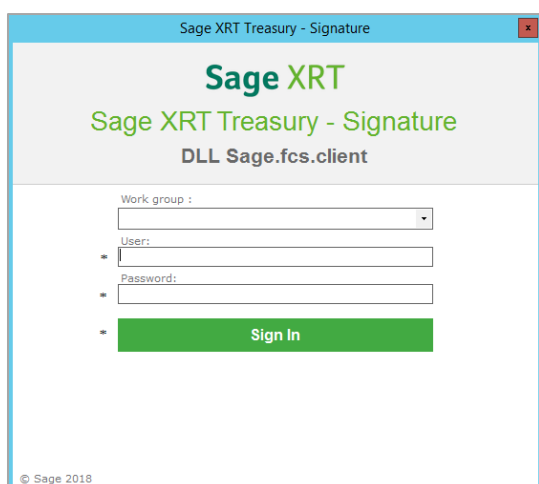 Sage XRT Treasury - Signature
x
Sage XRT
Sage XRT Treasury - Signature
DLL Sage.fcs.client
Work group :
User:
*
Password:
*
* Sign In
© Sage 2018